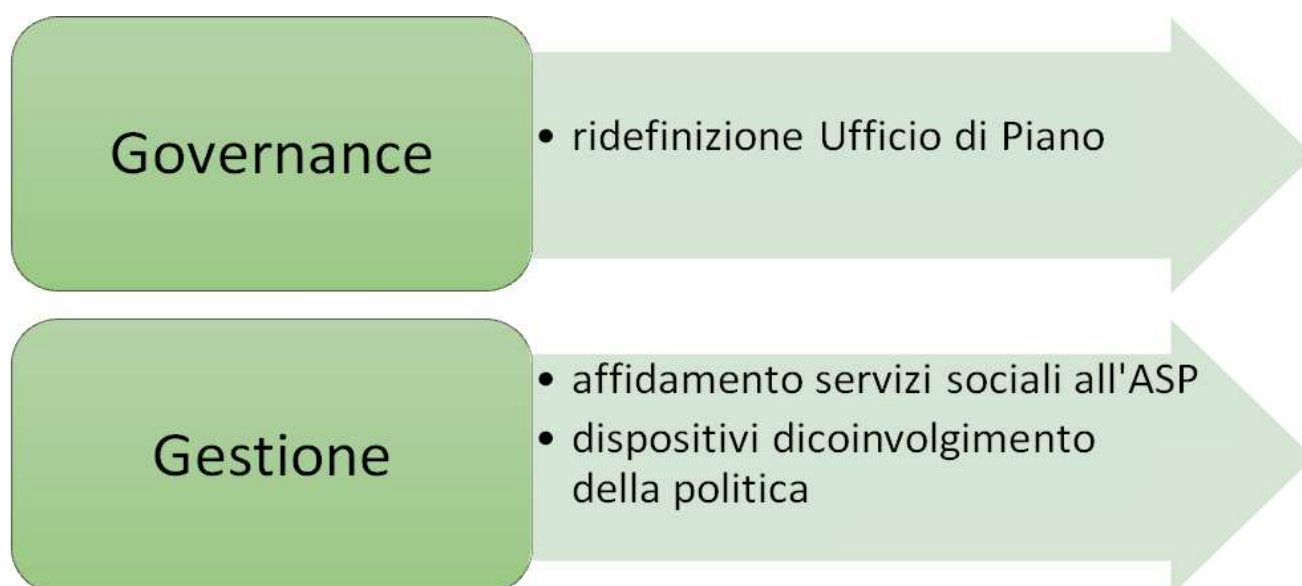 Governance
• ridefinizione Ufficio di Piano
Gestione
• affidamento servizi sociali all'ASP
• dispositivi dicoinvolgimento
della politica